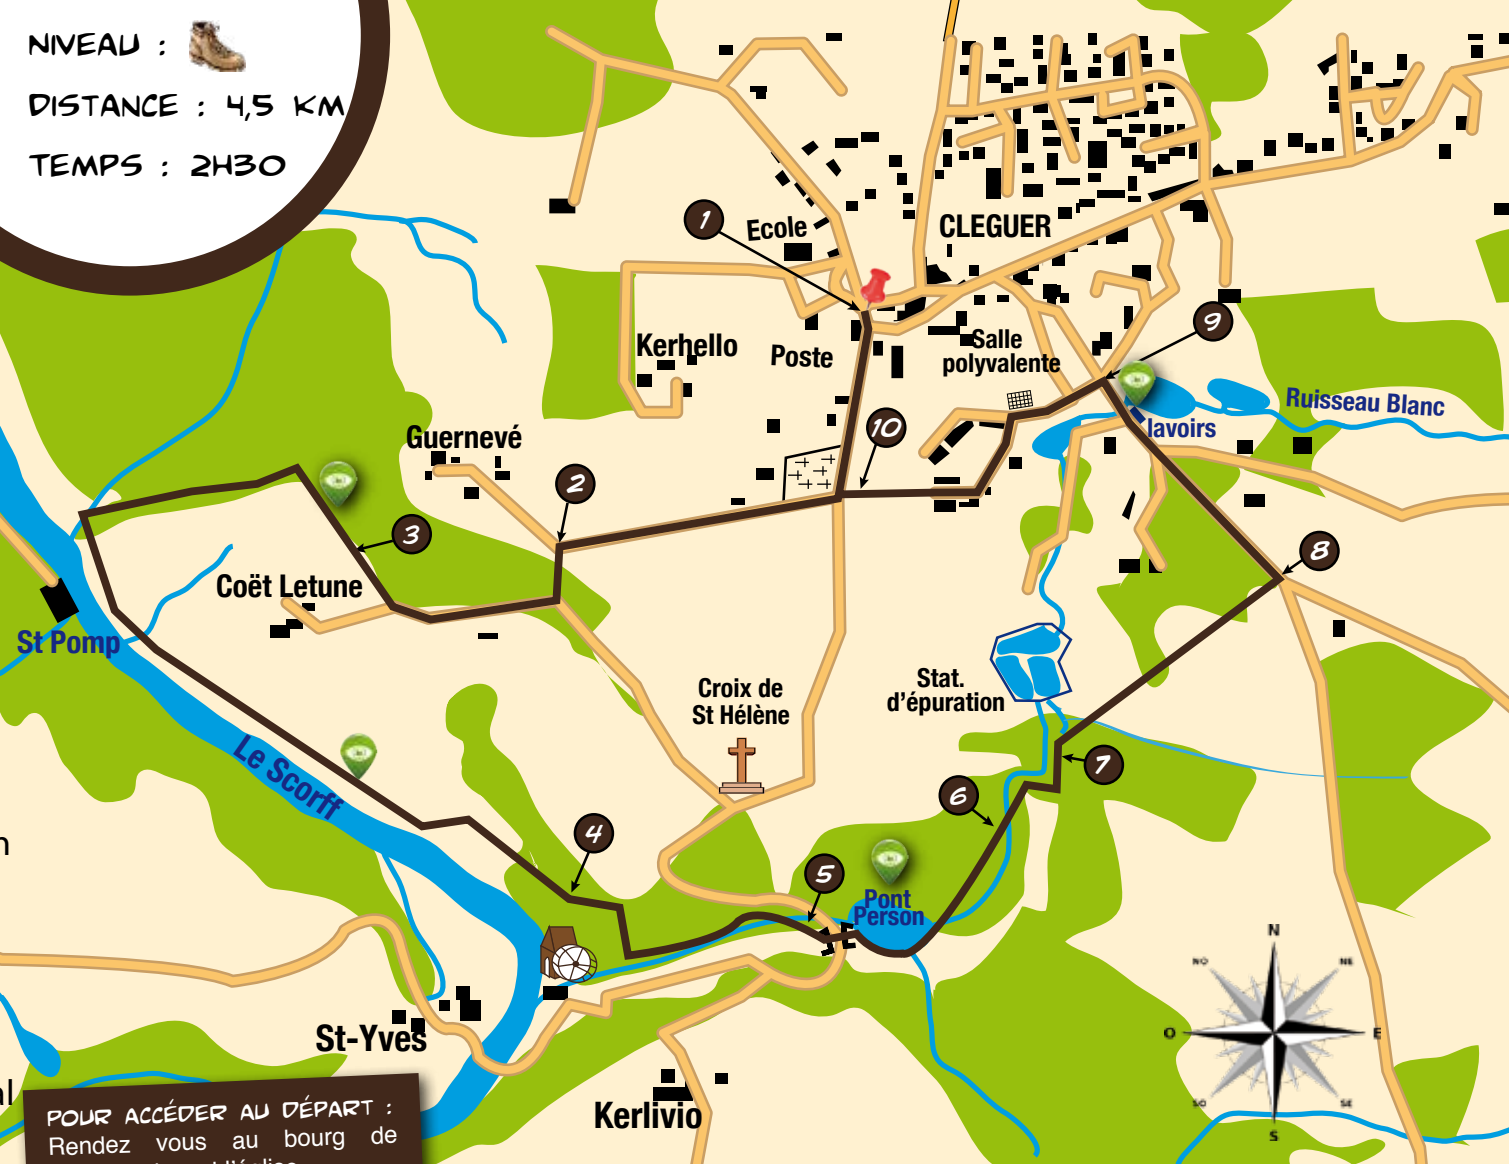 NIVEAU :
DISTANCE : 4,5 KM
TEMPS : 2H30
1
Ecole
CLEGUER
Kerhello
Poste
Salle
polyvalente
9
Ruisseau Blanc
lavoirs
10
Guernevé
2
3
8
Coët Letune
St Pomp
Croix de
St Hélène
Stat.
d'épuration
Le Scorff
7
6
4
5
Pont
Person
n
N
NO
NE
O
E
SO
SE
S
St-Yves
Kerlivio
al
POUR ACCÉDER AU DÉPART :
Rendez vous au bourg de